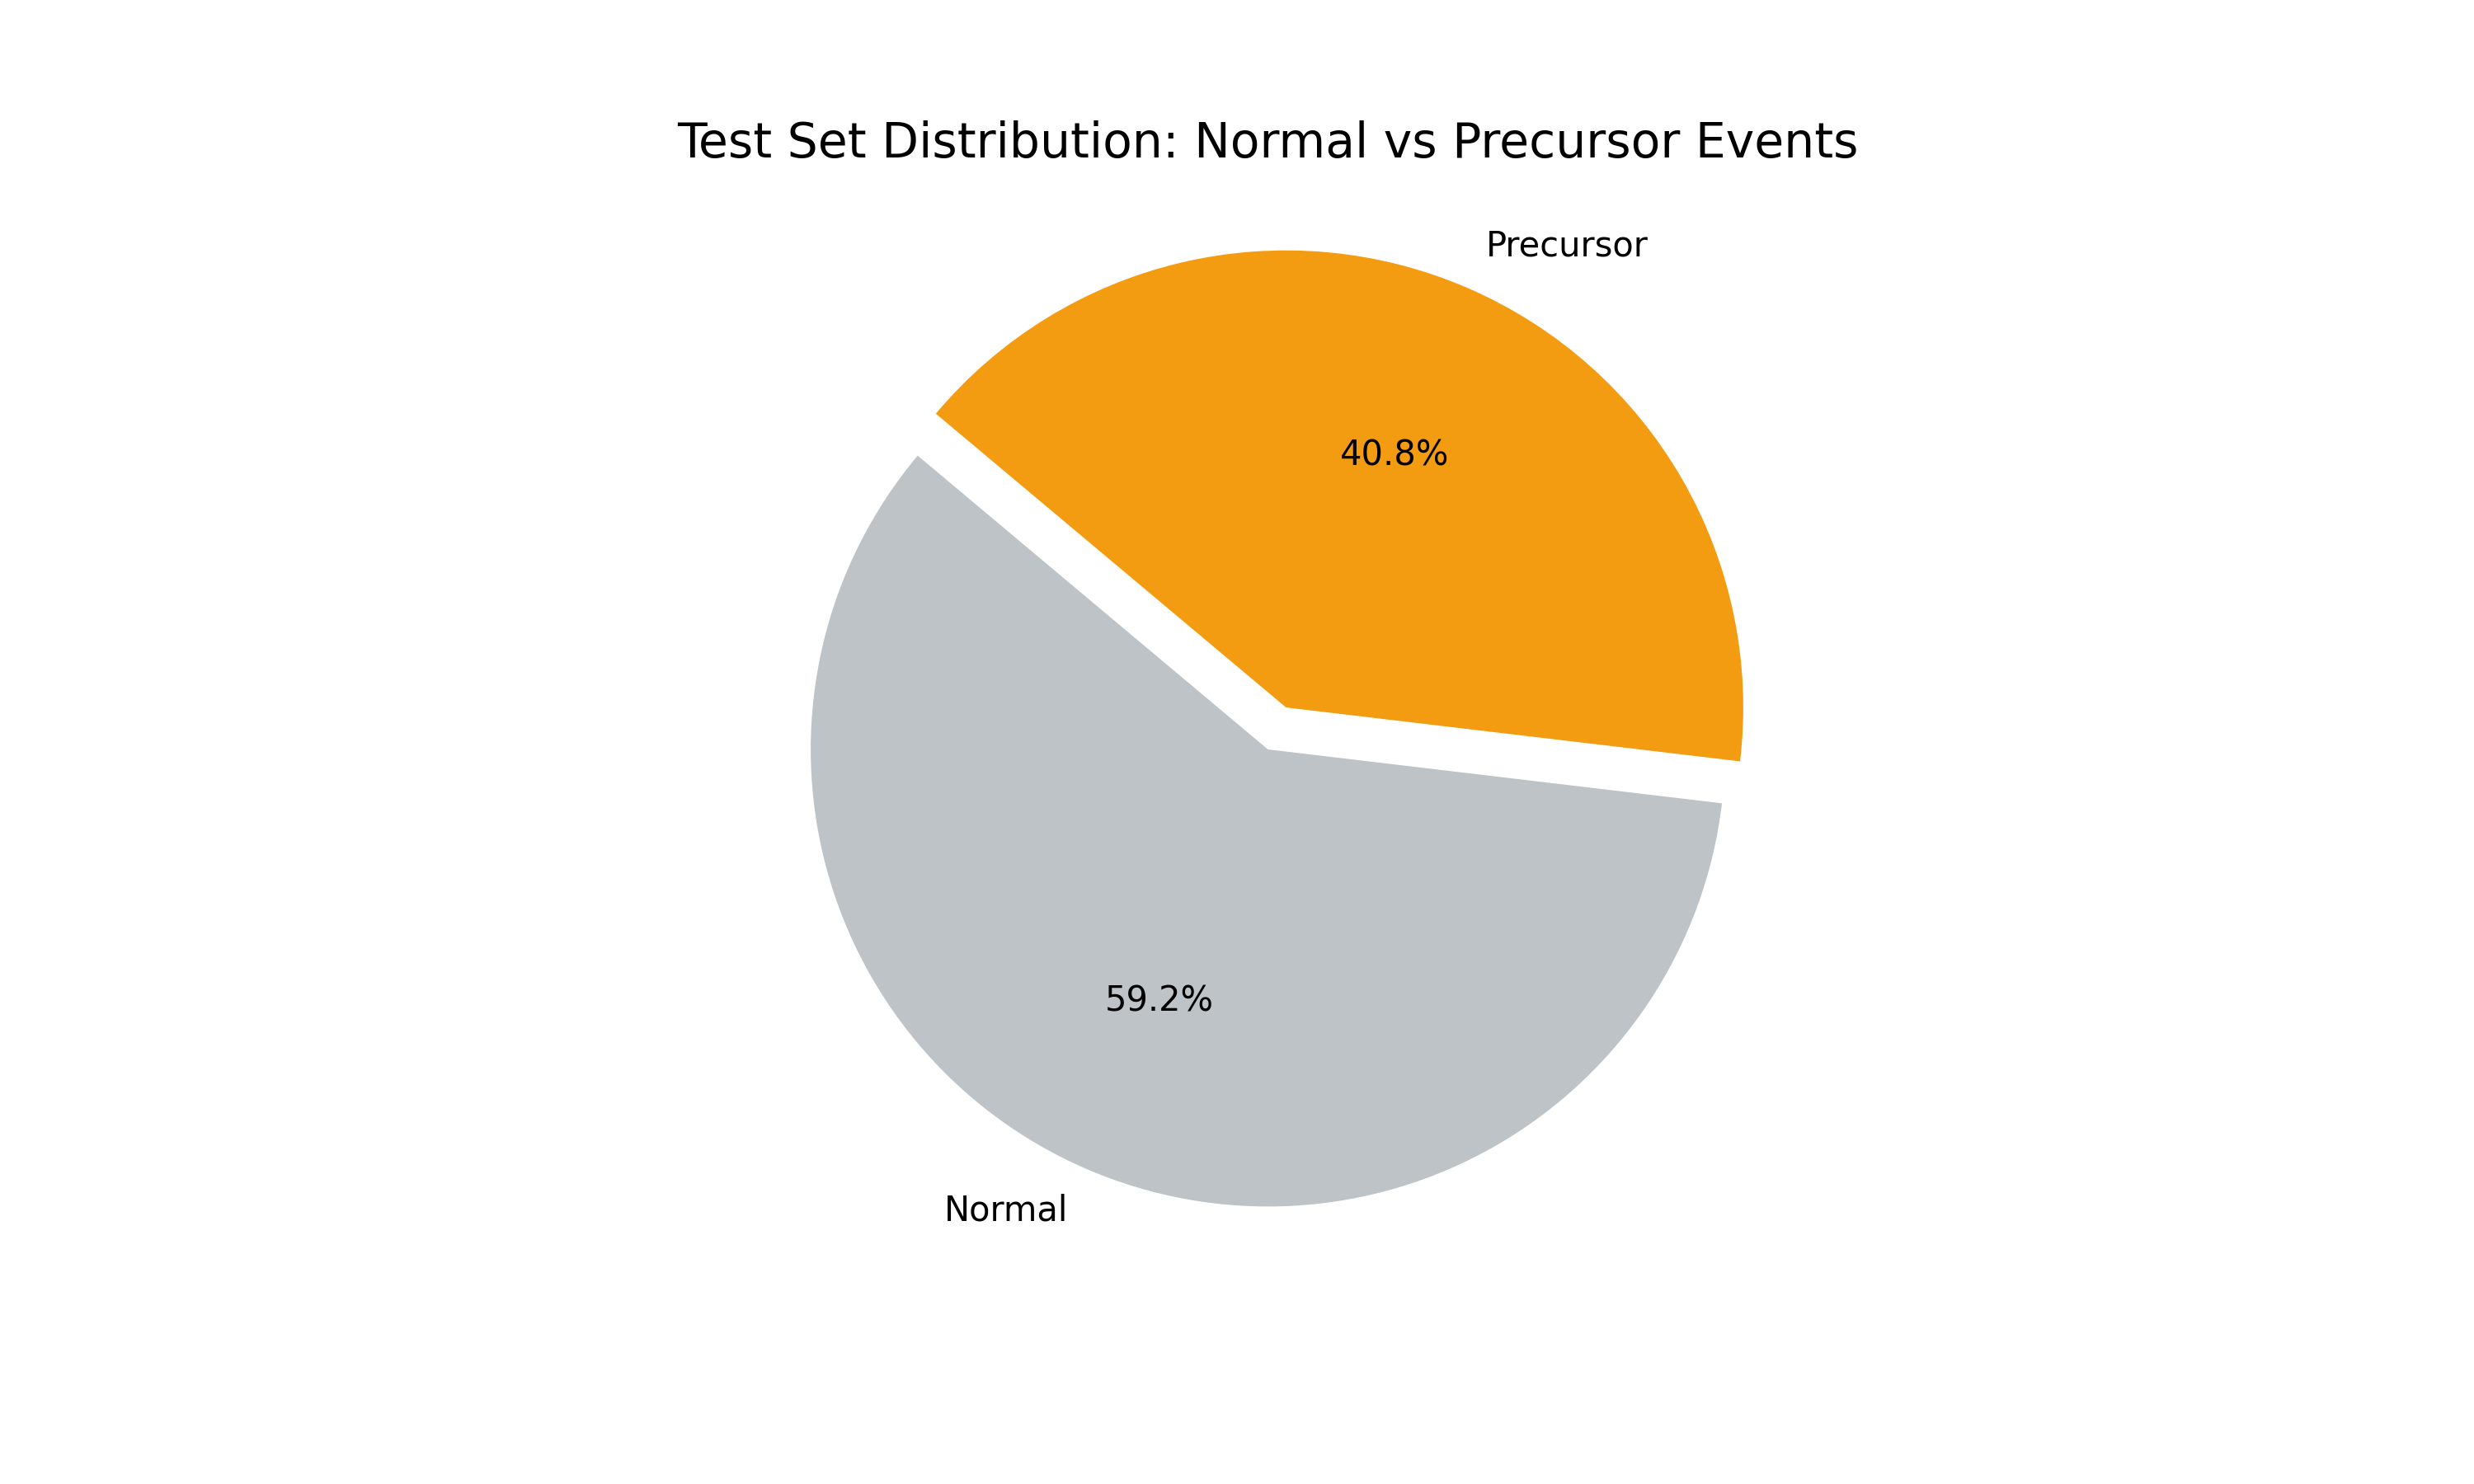 Test Set Distribution: Normal vs Precursor Events
Precursor
40.8%
59.2%
Normal